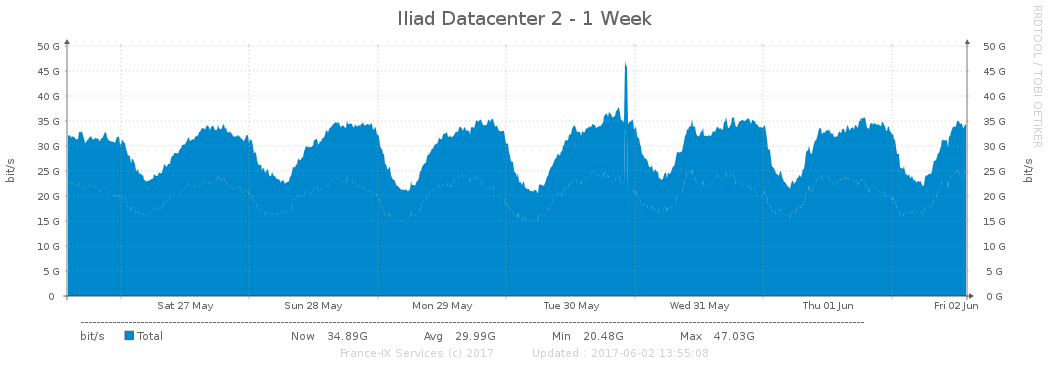 Iliad Datacenter 2 - 1 Week
RRDTOOL / TOBI OETIKER
bit/s
50 G
45 G
40 G
35 G
30 G
25 G
20 G
15 G
10 G
5 G
0
50 G
45 G
40 G
35 G
30 G
25 G
20 G
15 G
10 G
5 G
0 G
bit/s
Sat 27 May Sun 28 May Mon 29 May Tue 30 May Wed 31 May Thu 01 Jun Fri 02 Jun
bit/s Total Now 34.89G Avg 29.99G Min 20.48G Max 47.03G
France-IX Services (c) 2017 Updated : 2017-06-02 13:55:08